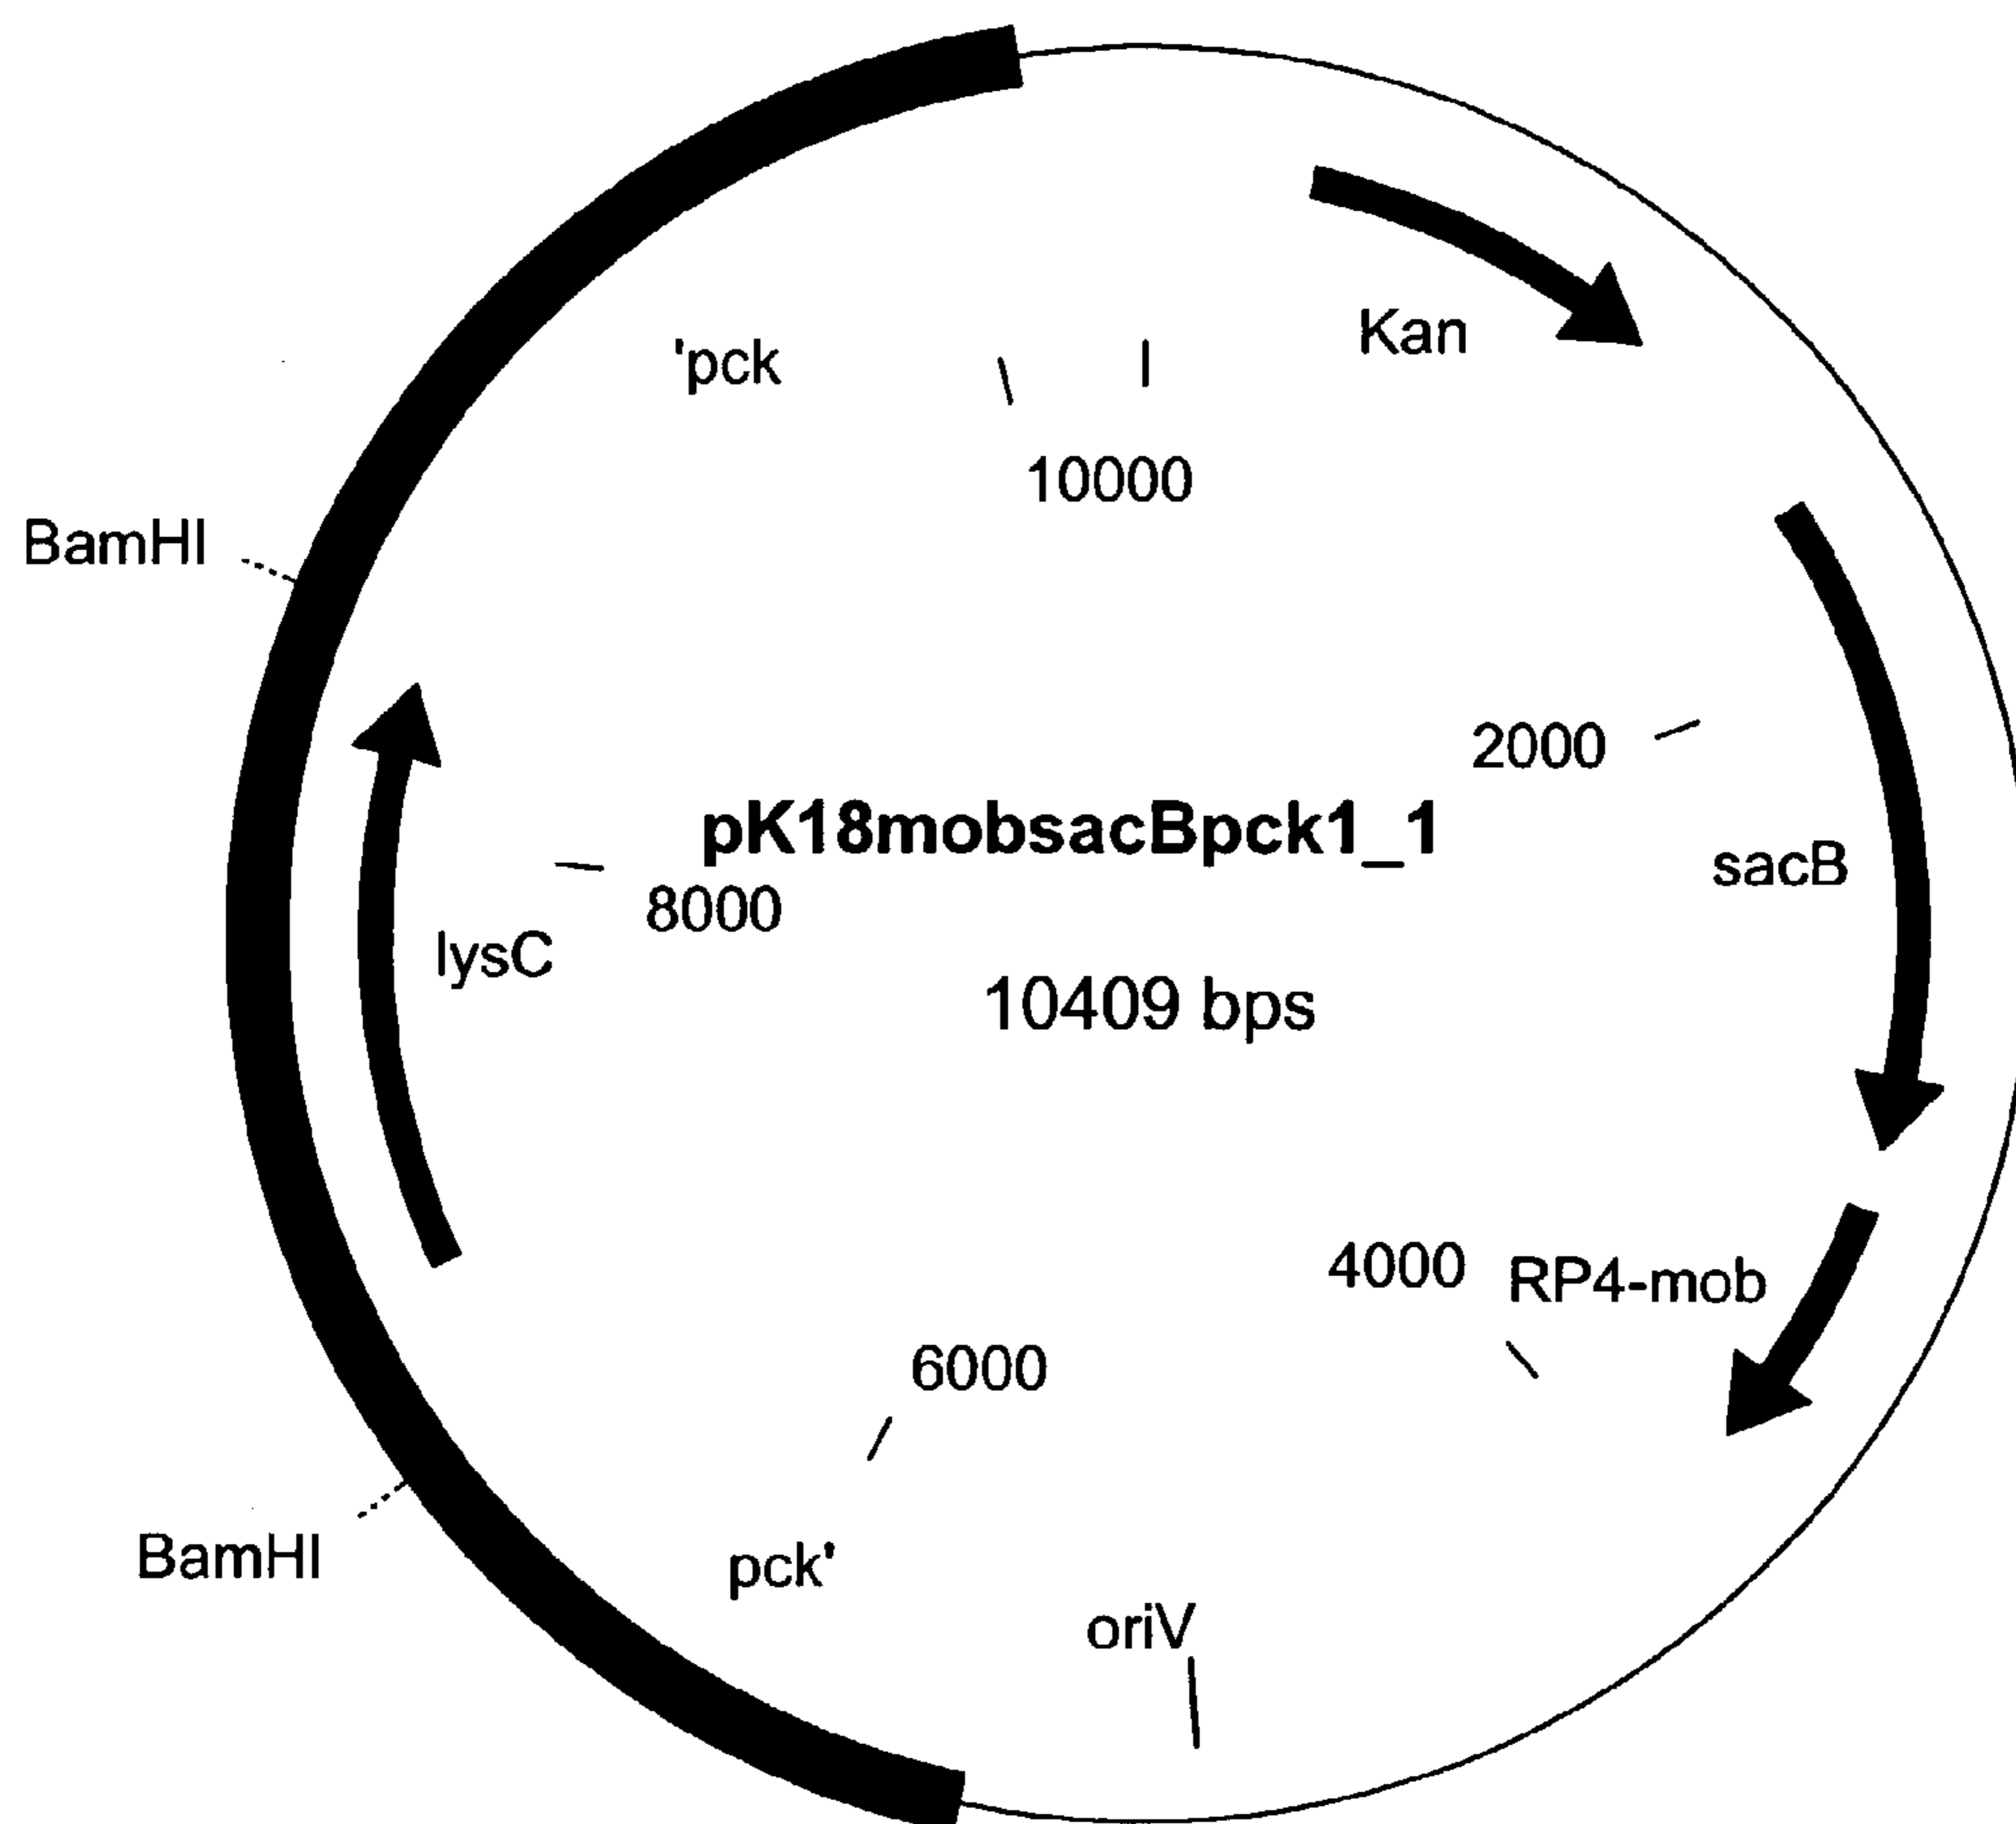 Kan
'pck
10000
BamHI
2000
pK18mobsacBpck1_1
sacB
8000
lysC
10409 bps
4000
RP4-mob
6000
BamHI
pck'
oriV